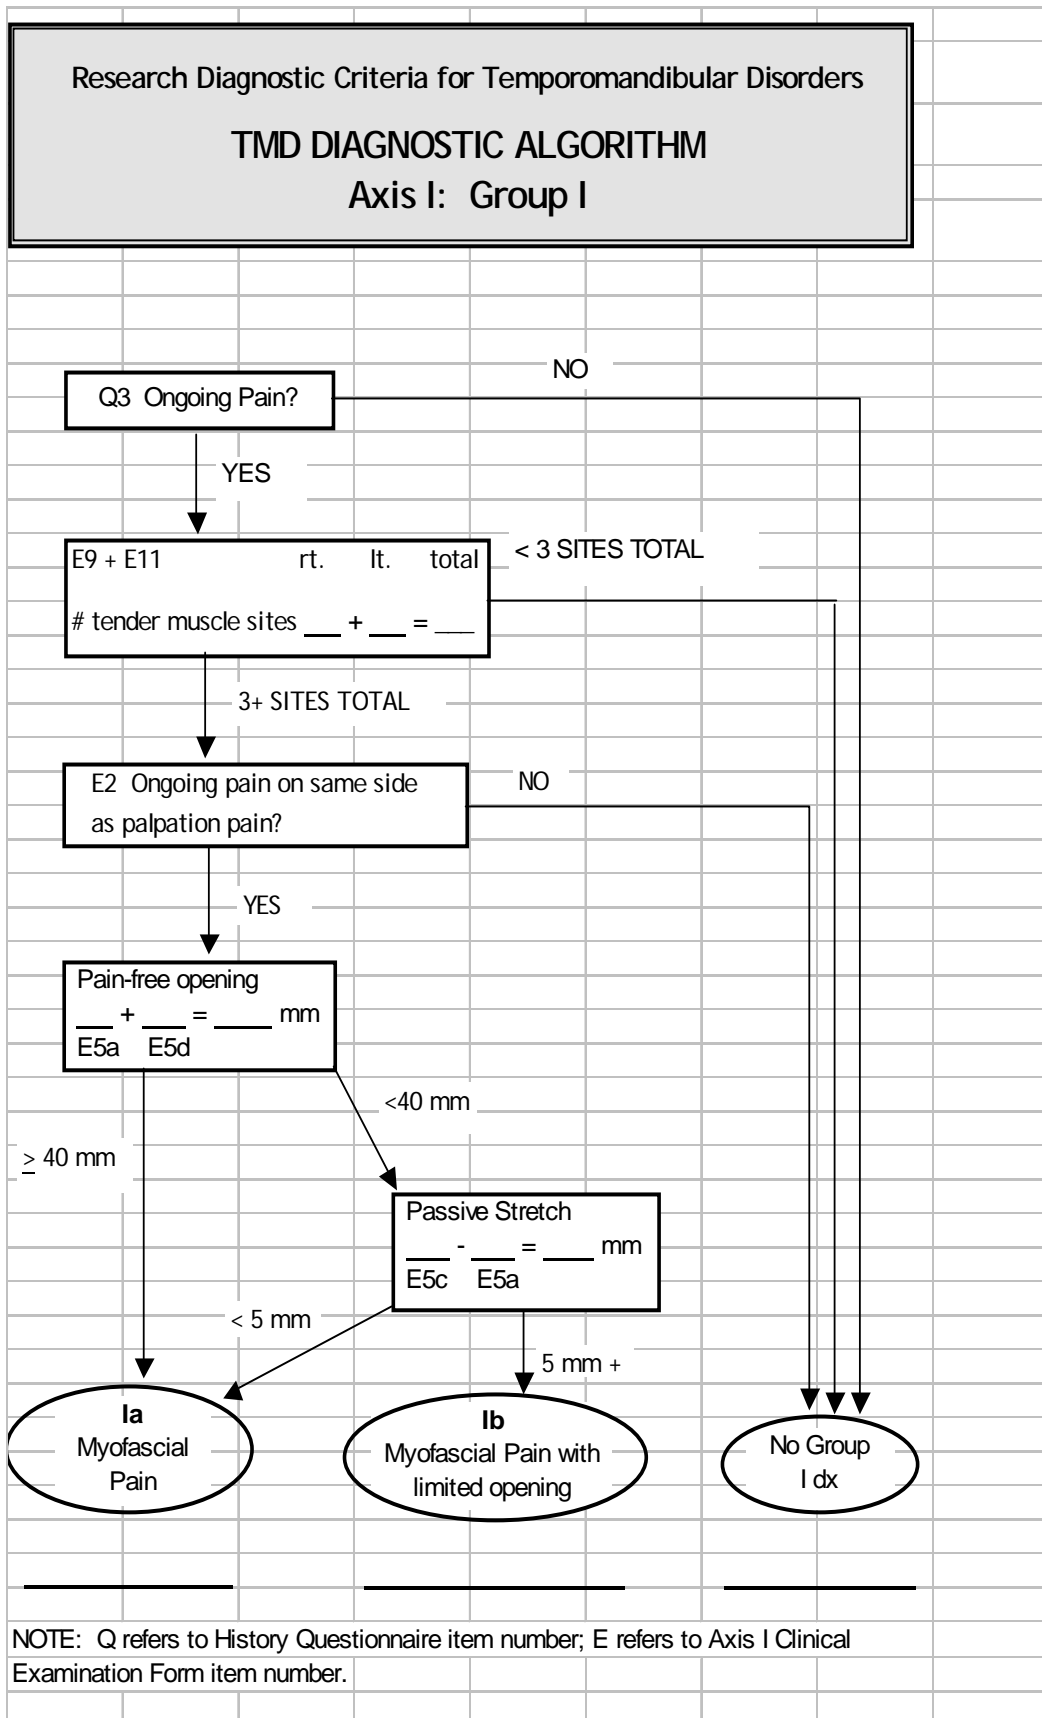 Research Diagnostic Criteria for Temporomandibular Disorders
TMD DIAGNOSTIC ALGORITHM
Axis I: Group I
NO
Q3 Ongoing Pain?
YES
E9 + E11 rt. lt. total
< 3 SITES TOTAL
# tender muscle sites ___ + ___ = ___
3+ SITES TOTAL
E2 Ongoing pain on same side
as palpation pain?
NO
YES
Pain-free opening
___ + ___ = ____ mm
E5a E5d
<40 mm
≥ 40 mm
Passive Stretch
___ - ___ = ____ mm
E5c E5a
< 5 mm
5 mm +
Ia
Myofascial
Pain
Ib
Myofascial Pain with
limited opening
No Group
I dx
NOTE: Q refers to History Questionnaire item number; E refers to Axis I Clinical
Examination Form item number.